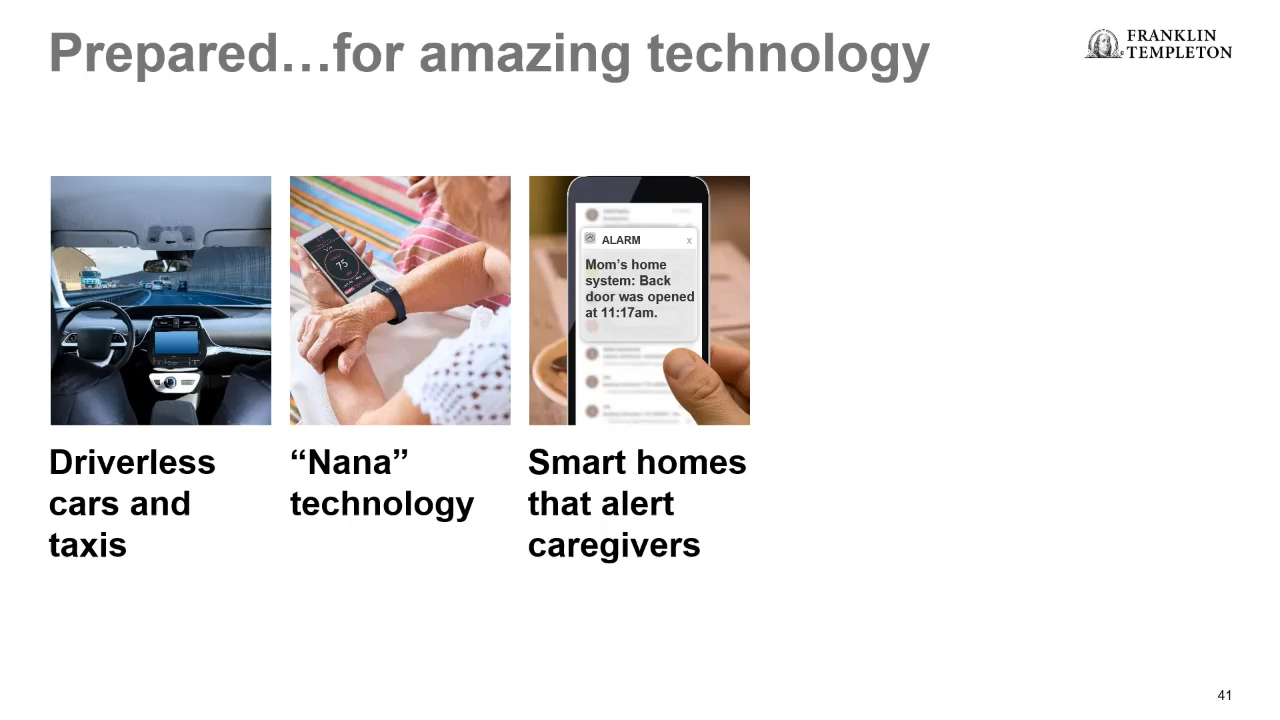 Prepared…for amazing technology
FRANKLIN
TEMPLETON
75
ALARM
x
Mom’s home
system: Back
door was opened
at 11:17am.
Driverless
cars and
taxis
“Nana”
technology
Smart homes
that alert
caregivers
41